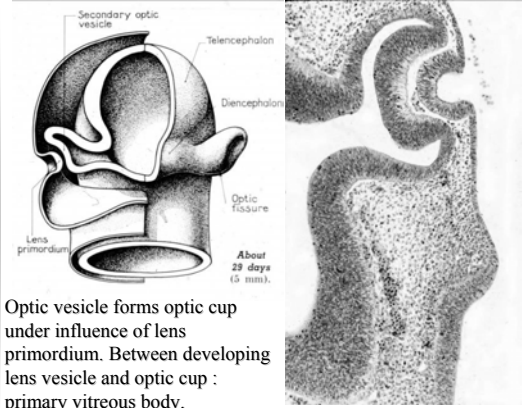 Secondary optic
vesicle
Telencephalon
Diencephalon
Optic
fissure
Lens
primordium
About
29 days
(5 mm).
Optic vesicle forms optic cup
under influence of lens
primordium. Between developing
lens vesicle and optic cup :
primary vitreous body.